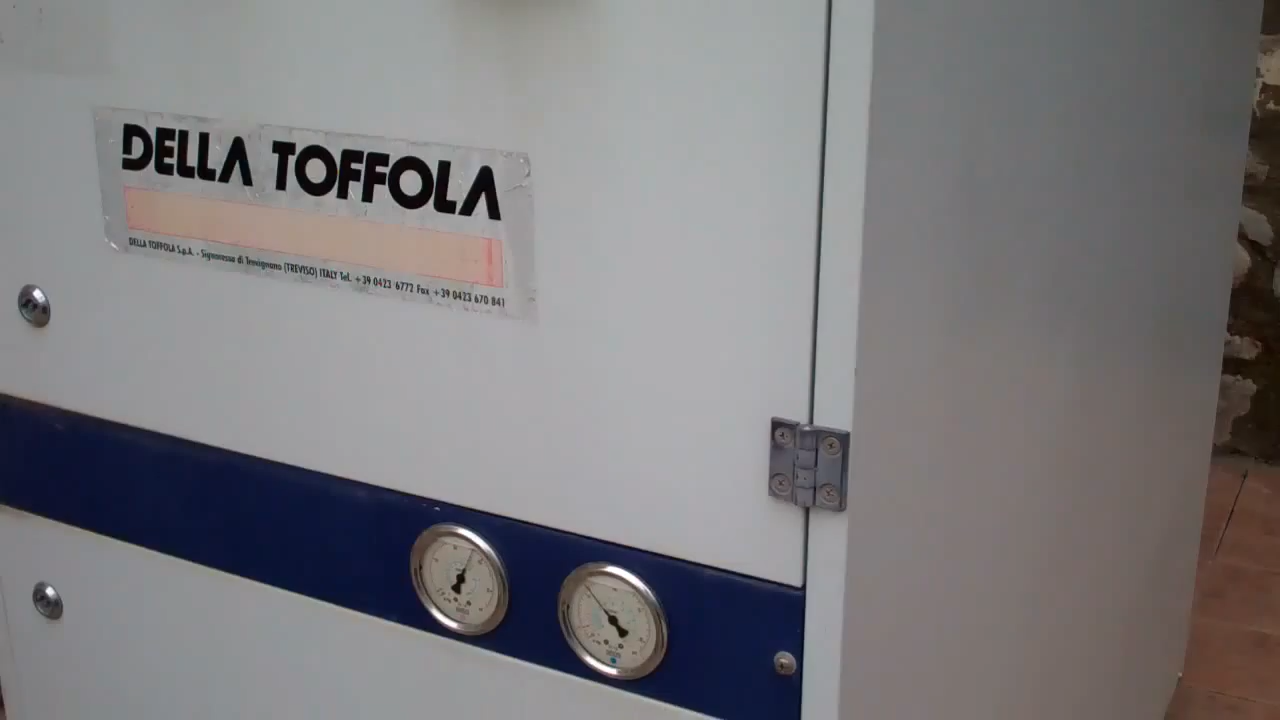 DELLA TOFFOLA
DELLA TOFFOLA S.p.A. - Signoressa di Trevignano (TREVISO) ITALY Tel. +39 0423 6772 Fax +39 0423 670 841